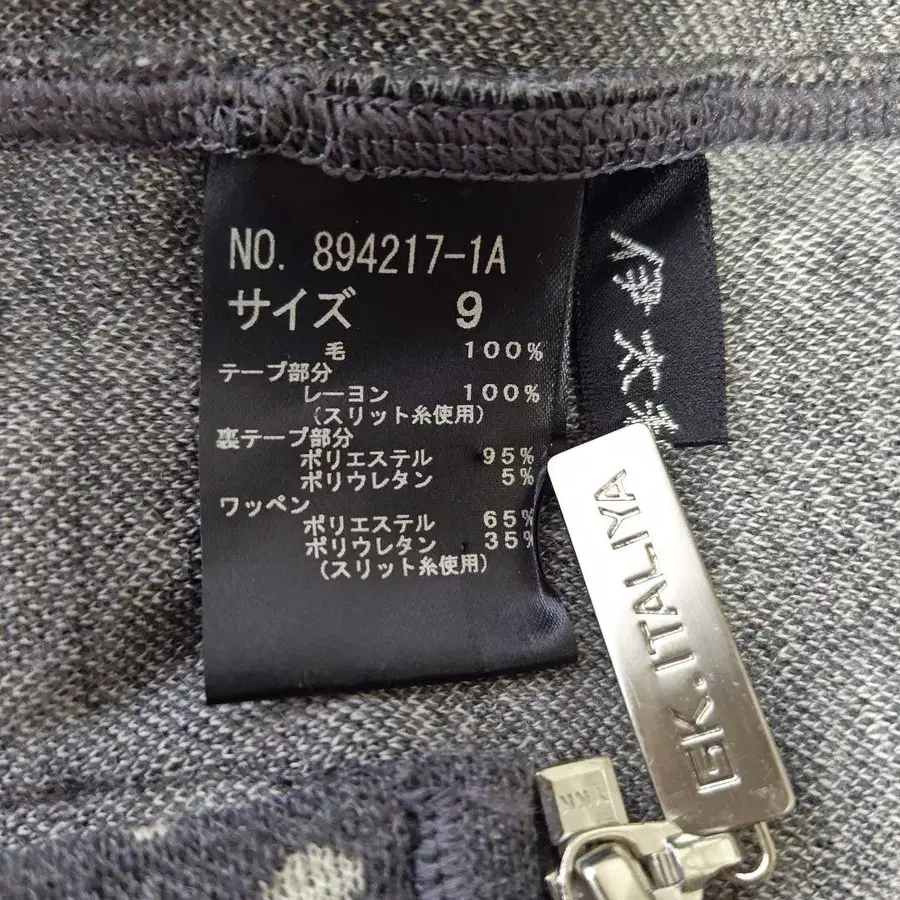 NO. 894217-1A
サイズ 9
毛 100%
テープ部分
レーヨン 100%
(スリット糸使用)
裏テープ部分
ポリエステル 95%
ポリウレタン 5%
ワッペン
ポリエステル 65%
ポリウレタン 35%
(スリット糸使用)
GK.ITALIYA